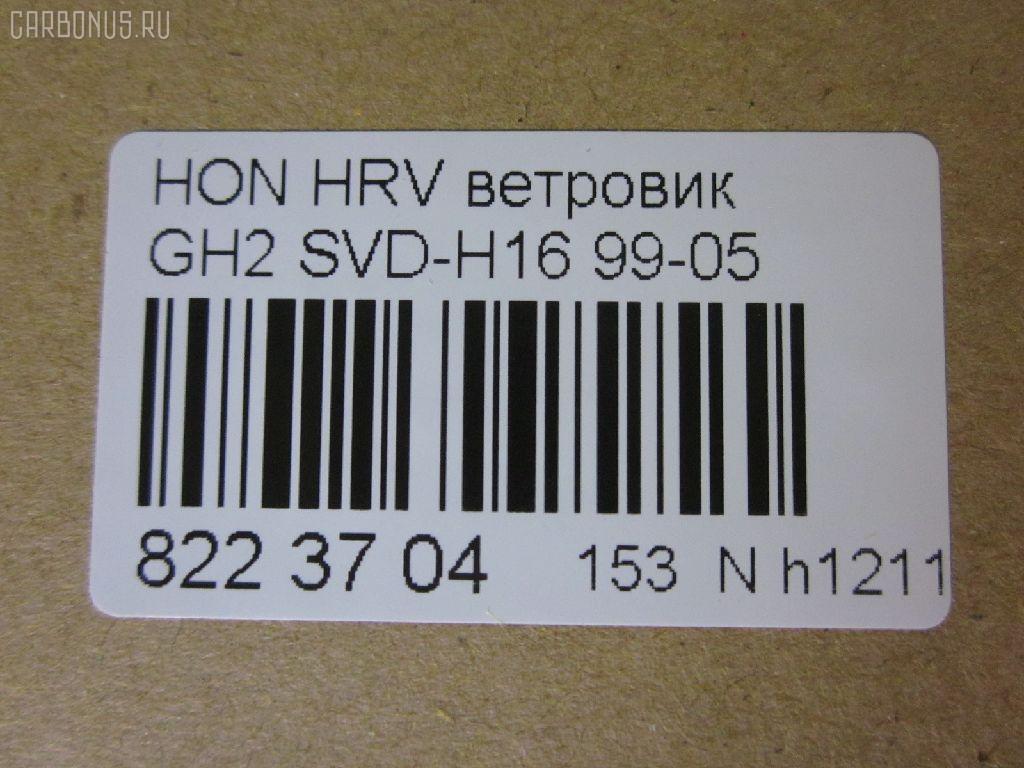 CARBONUS.RU
HON HRV ветровик
GH2 SVD-H16 99-05
822 37 04 153 N h1211